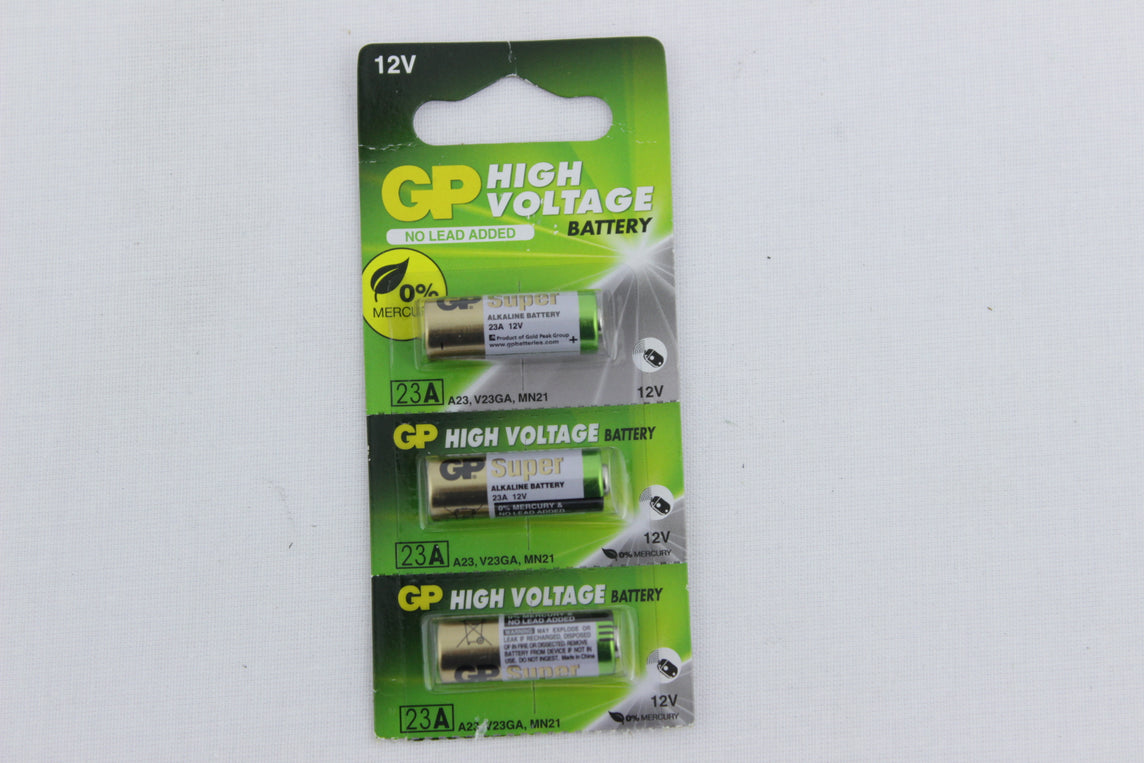 12V
GP HIGH VOLTAGE
BATTERY
NO LEAD ADDED
0%
GP Super
ALKALINE BATTERY
23A 12V
Product of Gold Peak Group
www.gpbatteries.com +
23A A23, V23GA, MN21
12V
GP HIGH VOLTAGE BATTERY
GP Super
ALKALINE BATTERY
23A 12V
0% MERCURY &
NO LEAD ADDED
12V
0% MERCURY
23A A23, V23GA, MN21
GP HIGH VOLTAGE BATTERY
0% MERCURY &
NO LEAD ADDED
WARNING MAY EXPLODE OR
LEAK IF RECHARGED, DISPOSED
OF IN FIRE OR DISSECTED. REMOVE
BATTERY FROM DEVICE IF NOT IN
USE. DO NOT INGEST. Made in China
GP Super
12V
0% MERCURY
23A A23, V23GA, MN21